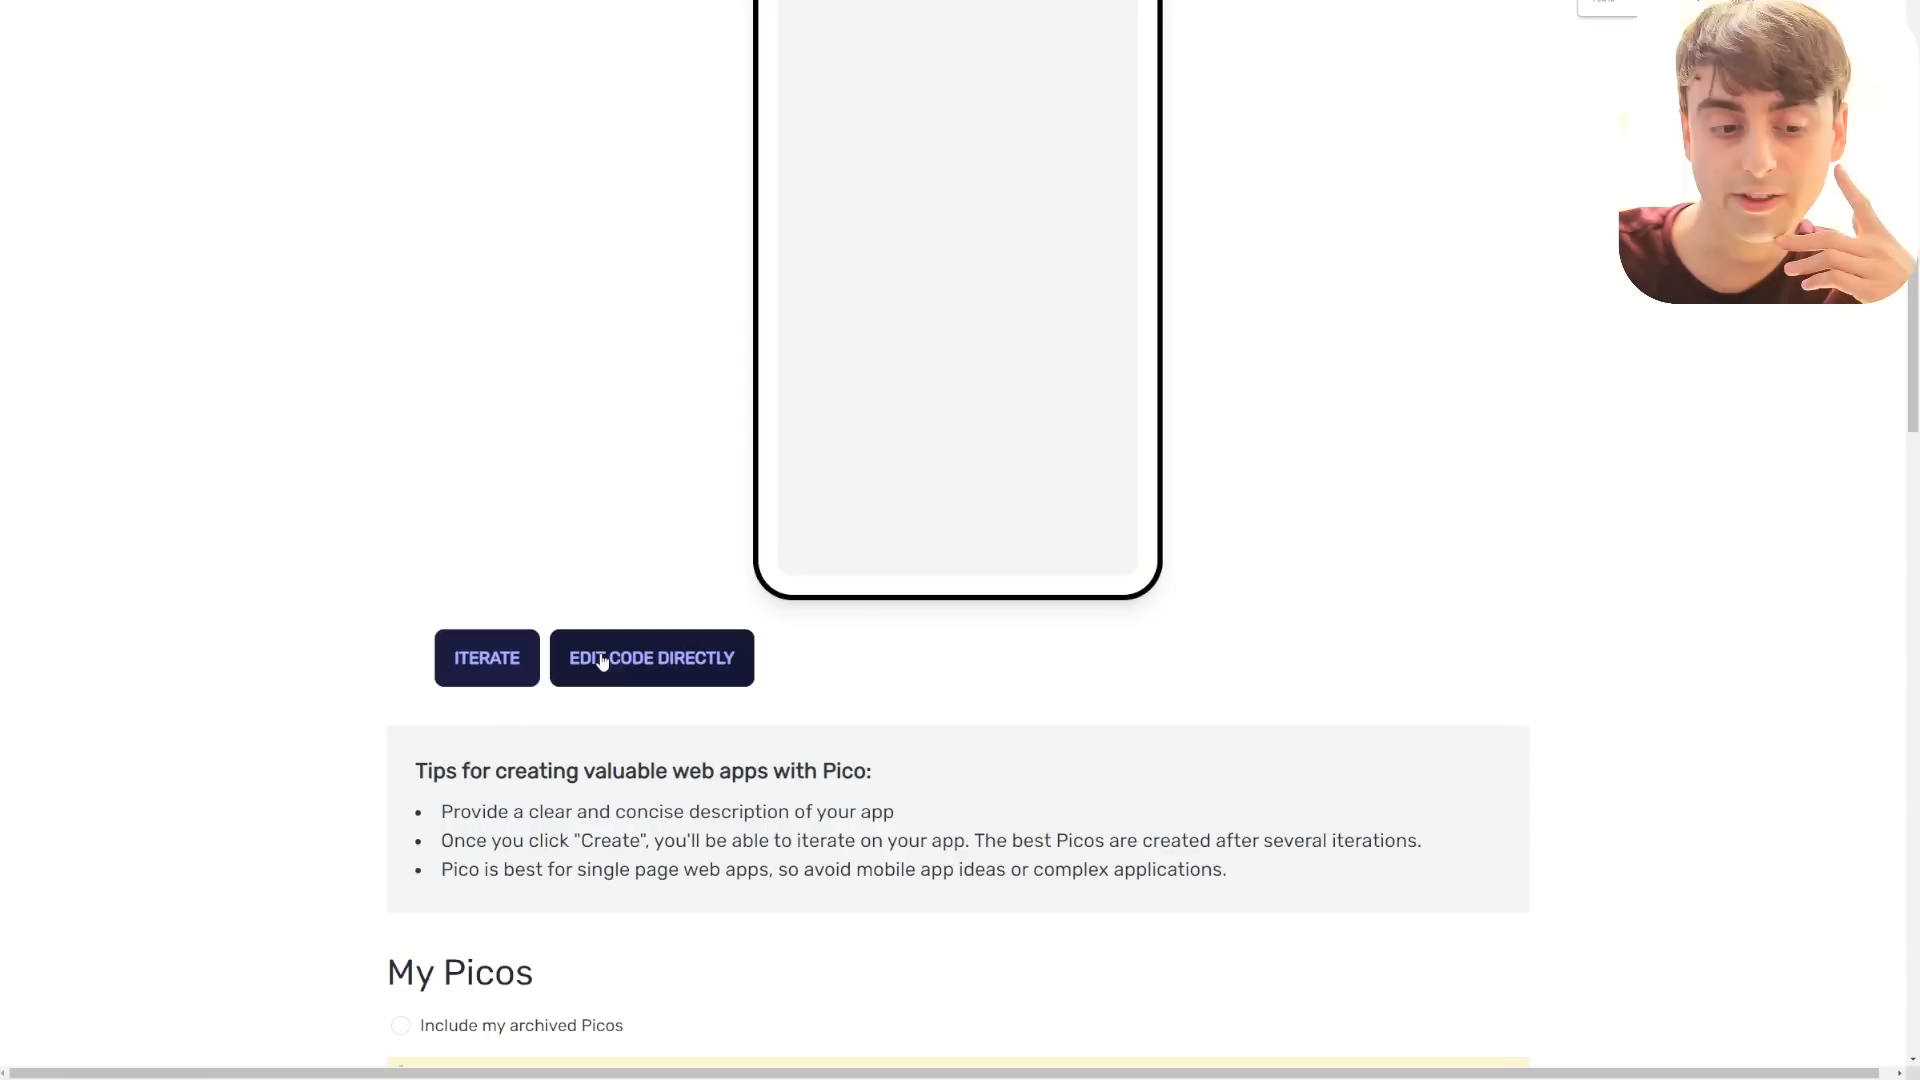 ITERATE
EDIT CODE DIRECTLY
Tips for creating valuable web apps with Pico:
Provide a clear and concise description of your app
Once you click "Create", you'll be able to iterate on your app. The best Picos are created after several iterations.
Pico is best for single page web apps, so avoid mobile app ideas or complex applications.
My Picos
Include my archived Picos